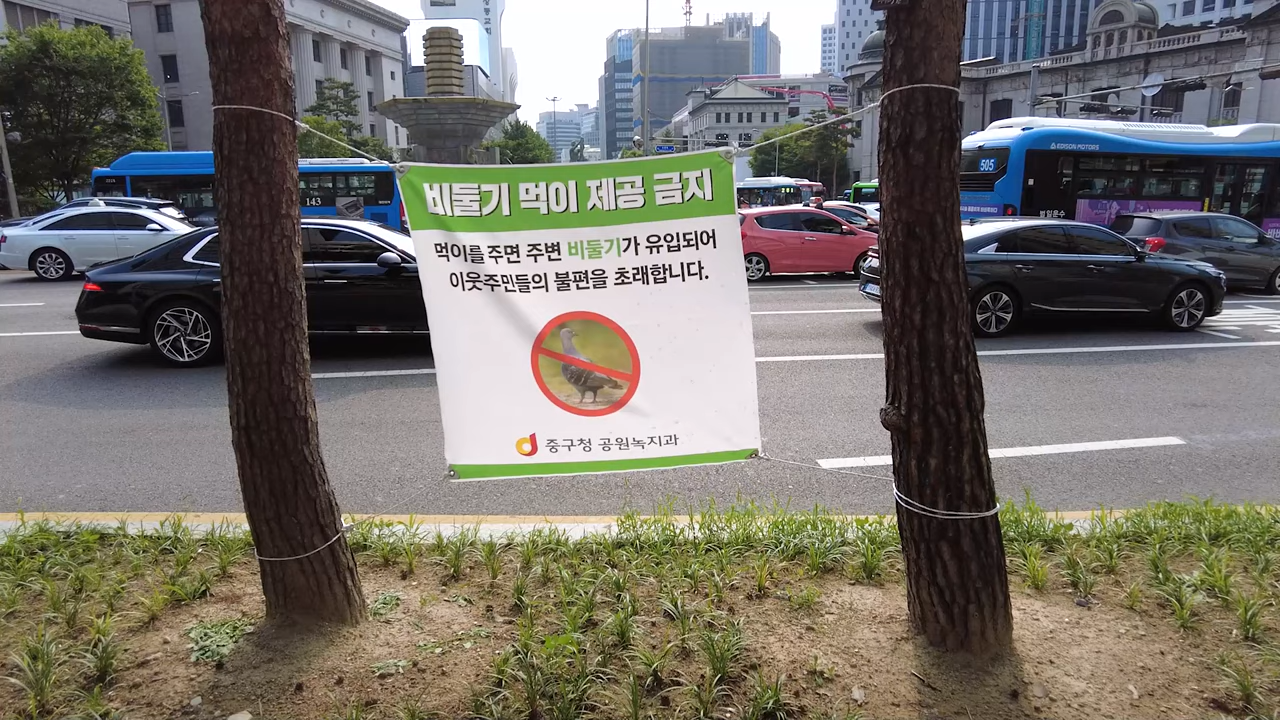 비둘기 먹이 제공 금지
먹이를 주면 주변 비둘기가 유입되어
이웃주민들의 불편을 초래합니다.
중구청 공원녹지과
143
505
EDISON MOTORS